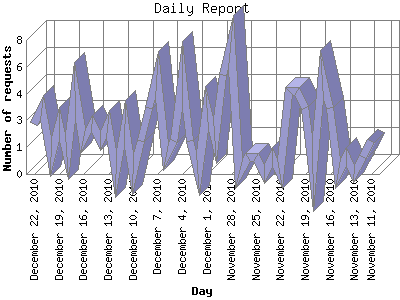 Daily Report
Number of requests
8
6
4
3
1
0
December 22, 2010
December 19, 2010
December 16, 2010
December 13, 2010
December 10, 2010
December 7, 2010
December 4, 2010
December 1, 2010
November 28, 2010
November 25, 2010
November 22, 2010
November 19, 2010
November 16, 2010
November 13, 2010
November 11, 2010
Day